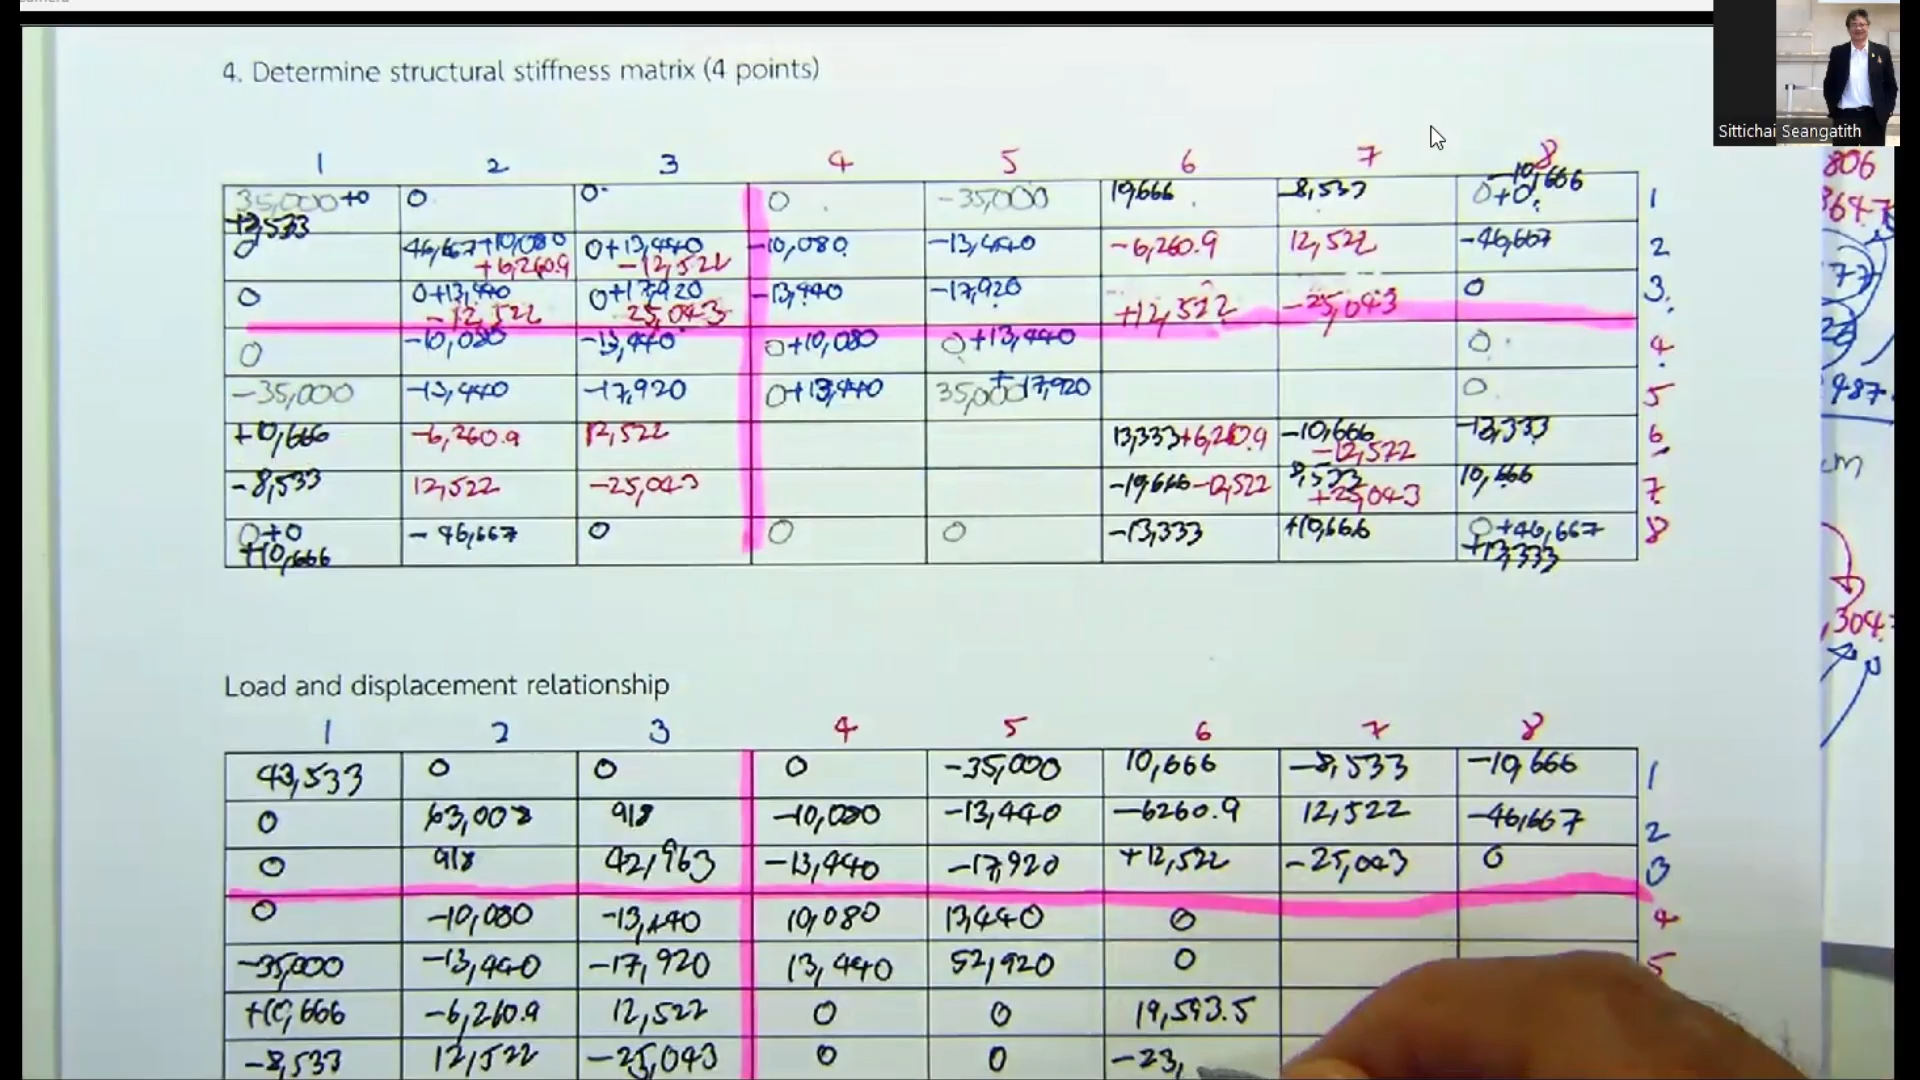 Sittichai Seangatith
4. Determine structural stiffness matrix (4 points)
1 2 3 4 5 6 7 8
35,000+0 0 0 0 -35,000 19,666 -8,533 0+0 -10,666 1
0 46,667+10,080 0+13,440 -10,080 -13,440 -6,260.9 12,522 -46,667 2
+6,260.9 -12,522
0 0+13,440 0+17,920 -13,440 -17,920 +12,522 -25,043 0 3
-12,522 25,043
0 -10,080 -13,440 0+10,080 0+13,440 0 4
-35,000 -13,440 -17,920 0+13,440 35,000+17,920 0 5
+10,666 -6,260.9 12,522 13,333+6,260.9 -10,666 -13,333 6
-12,522
-8,533 12,522 -25,043 8,533 10,666 7
+25,043
0+0 -46,667 0 0 0 -13,333 +10,666 0+46,667 8
+10,666 +13,333
Load and displacement relationship
1 2 3 4 5 6 7 8
43,533 0 0 0 -35,000 10,666 -8,533 -10,666 1
0 63,008 918 -10,080 -13,440 -6260.9 12,522 -46,667 2
0 918 42,963 -13,440 -17,920 +12,522 -25,043 0 3
0 -10,080 -13,440 10,080 13,440 0 4
-35,000 -13,440 -17,920 13,440 52,920 0 5
+10,666 -6,260.9 12,522 0 0 19,593.5
-8,533 12,522 -25,043 0 0 -23,
806
987.
cm
,304.